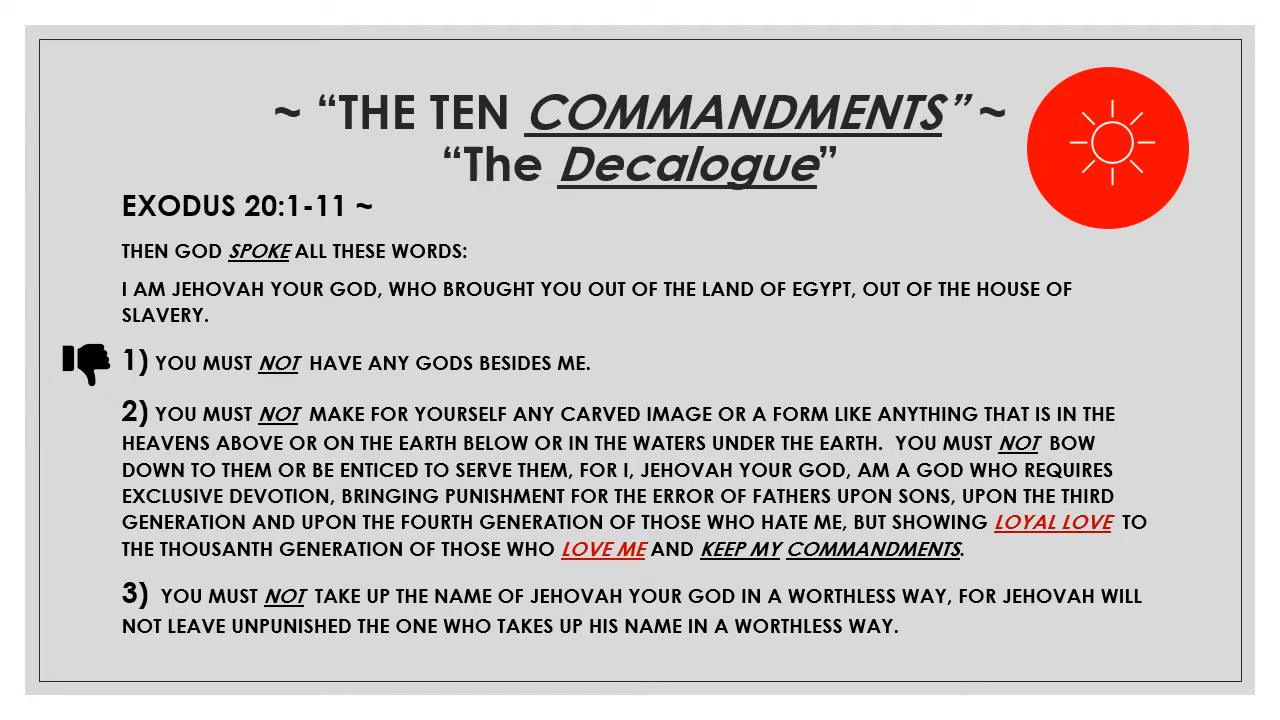 ~ “THE TEN COMMANDMENTS” ~
“The Decalogue”
EXODUS 20:1-11 ~
THEN GOD SPOKE ALL THESE WORDS:
I AM JEHOVAH YOUR GOD, WHO BROUGHT YOU OUT OF THE LAND OF EGYPT, OUT OF THE HOUSE OF
SLAVERY.
1) YOU MUST NOT HAVE ANY GODS BESIDES ME.
2) YOU MUST NOT MAKE FOR YOURSELF ANY CARVED IMAGE OR A FORM LIKE ANYTHING THAT IS IN THE
HEAVENS ABOVE OR ON THE EARTH BELOW OR IN THE WATERS UNDER THE EARTH. YOU MUST NOT BOW
DOWN TO THEM OR BE ENTICED TO SERVE THEM, FOR I, JEHOVAH YOUR GOD, AM A GOD WHO REQUIRES
EXCLUSIVE DEVOTION, BRINGING PUNISHMENT FOR THE ERROR OF FATHERS UPON SONS, UPON THE THIRD
GENERATION AND UPON THE FOURTH GENERATION OF THOSE WHO HATE ME, BUT SHOWING LOYAL LOVE TO
THE THOUSANTH GENERATION OF THOSE WHO LOVE ME AND KEEP MY COMMANDMENTS.
3) YOU MUST NOT TAKE UP THE NAME OF JEHOVAH YOUR GOD IN A WORTHLESS WAY, FOR JEHOVAH WILL
NOT LEAVE UNPUNISHED THE ONE WHO TAKES UP HIS NAME IN A WORTHLESS WAY.